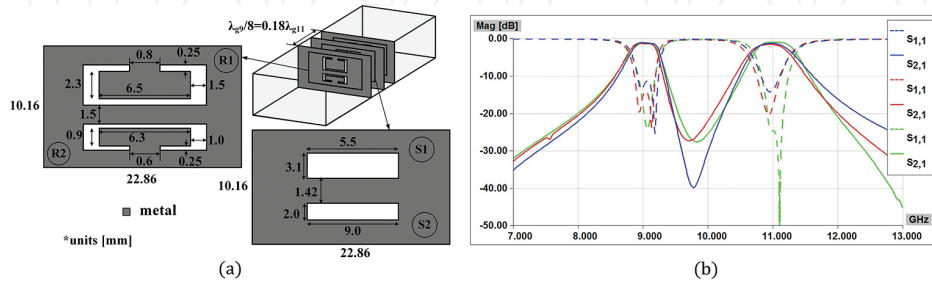 λg9/8=0.18λg11
0.8
0.25
R1
2.3
6.5
1.5
10.16
1.5
0.9
6.3
1.0
R2
0.6
0.25
22.86
metal
*units [mm]
10.16
5.5
S1
3.1
1.42
2.0
S2
9.0
22.86
(a)
Mag [dB]
0.00
-10.00
-20.00
-30.00
-40.00
-50.00
7.000 8.000 9.000 10.000 11.000 12.000 13.000
GHz
S1,1
S2,1
S1,1
S2,1
S1,1
S2,1
(b)